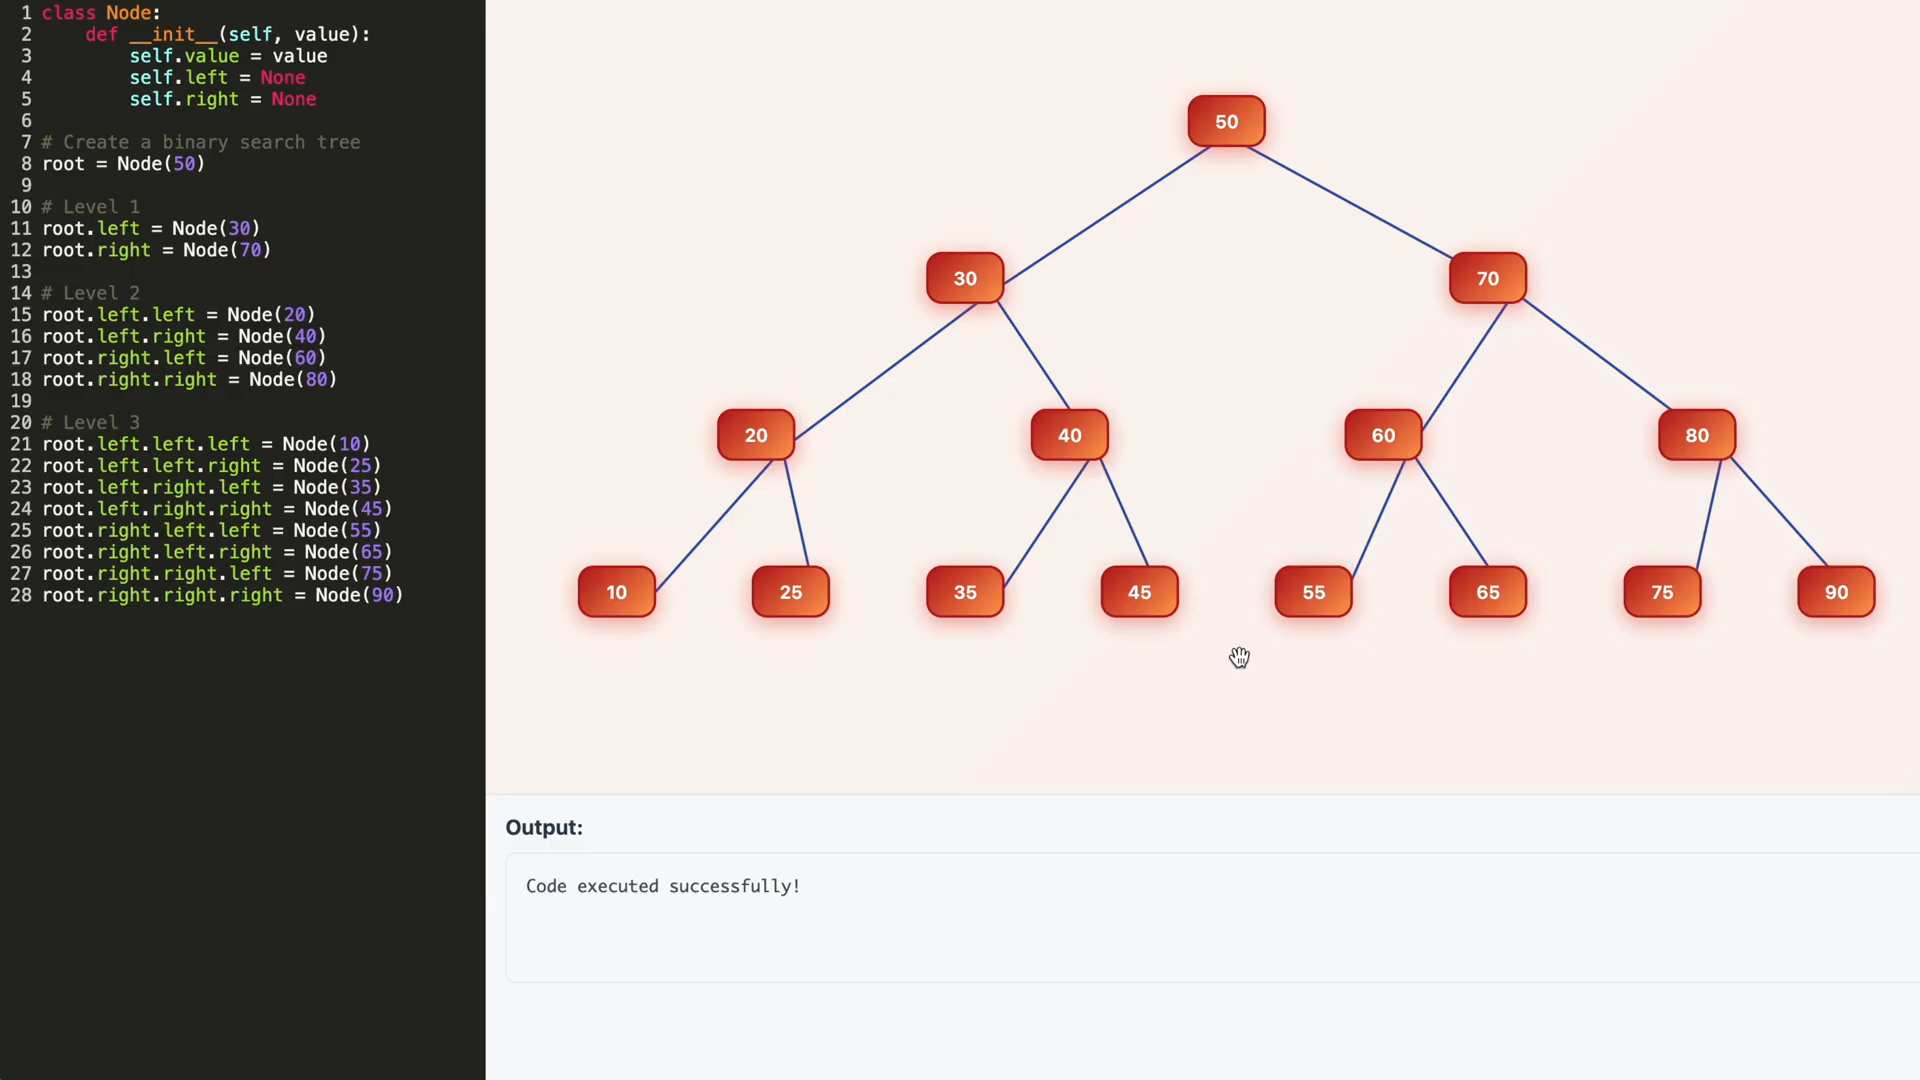 1 class Node:
2     def __init__(self, value):
3         self.value = value
4         self.left = None
5         self.right = None
6
7 # Create a binary search tree
8 root = Node(50)
9
10 # Level 1
11 root.left = Node(30)
12 root.right = Node(70)
13
14 # Level 2
15 root.left.left = Node(20)
16 root.left.right = Node(40)
17 root.right.left = Node(60)
18 root.right.right = Node(80)
19
20 # Level 3
21 root.left.left.left = Node(10)
22 root.left.left.right = Node(25)
23 root.left.right.left = Node(35)
24 root.left.right.right = Node(45)
25 root.right.left.left = Node(55)
26 root.right.left.right = Node(65)
27 root.right.right.left = Node(75)
28 root.right.right.right = Node(90)
50
30 70
20 40 60 80
10 25 35 45 55 65 75 90
Output:
Code executed successfully!